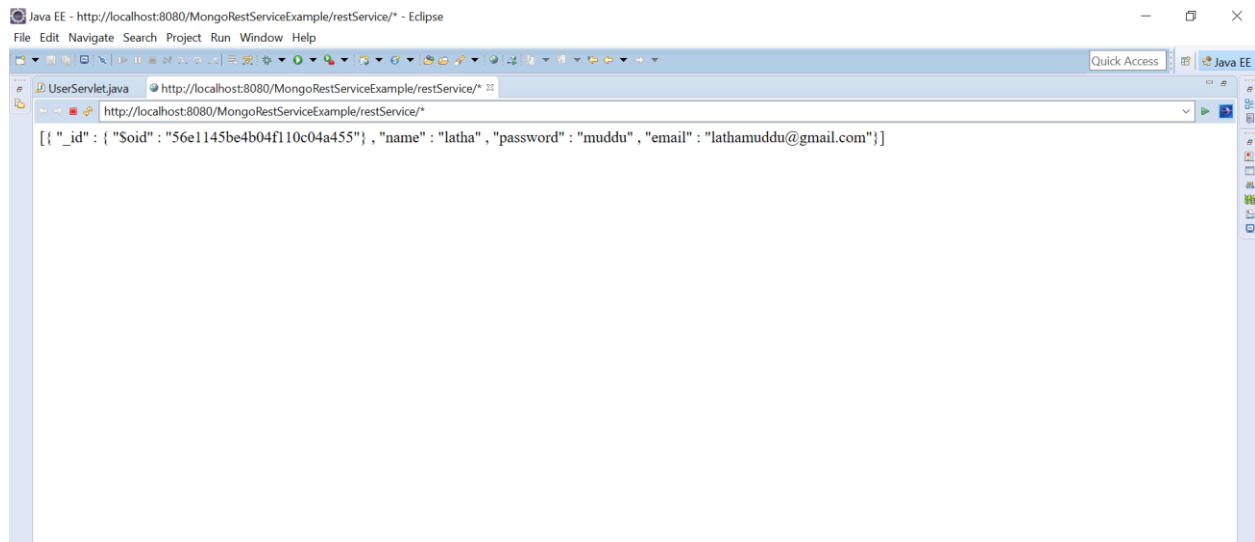 Java EE - http://localhost:8080/MongoRestServiceExample/restService/* - Eclipse
File Edit Navigate Search Project Run Window Help
Quick Access
Java EE
UserServlet.java
http://localhost:8080/MongoRestServiceExample/restService/*
http://localhost:8080/MongoRestServiceExample/restService/*
[{ "_id" : { "$oid" : "56e1145be4b04f110c04a455"} , "name" : "latha" , "password" : "muddu" , "email" : "lathamuddu@gmail.com"}]